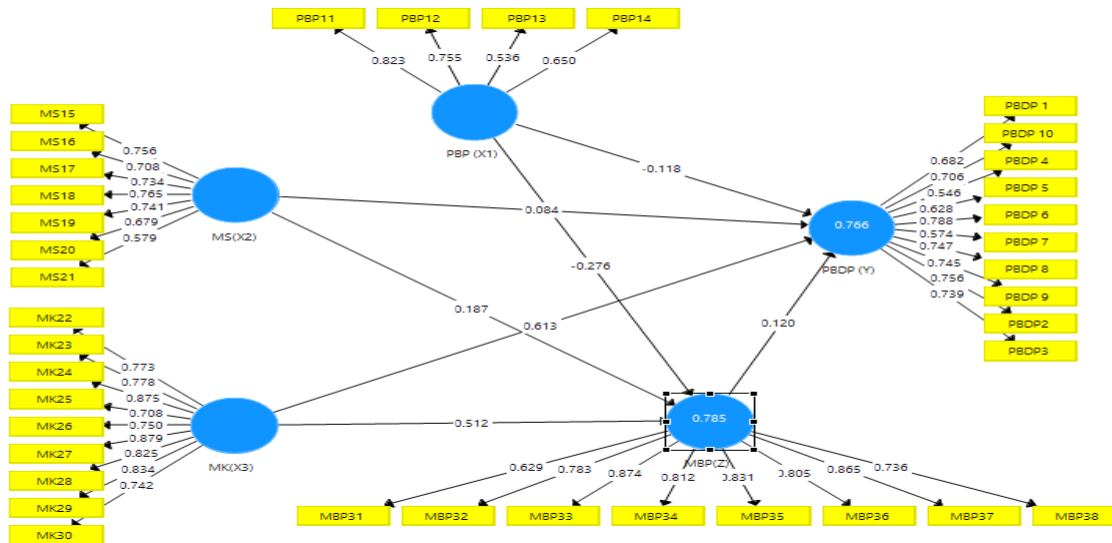 PBP11 PBP12 PBP13 PBP14
0.823 0.755 0.536 0.650
PBP (X1)
MS15
MS16
MS17
MS18
MS19
MS20
MS21
0.756
0.708
0.734
0.765
0.741
0.679
0.579
MS(X2)
MK22
MK23
MK24
MK25
MK26
MK27
MK28
MK29
MK30
0.773
0.778
0.875
0.708
0.750
0.879
0.825
0.834
0.742
MK(X3)
-0.118
0.084
-0.276
0.187
0.613
0.512
0.120
0.766
PBDP (Y)
0.682
0.706
0.546
0.628
0.788
0.574
0.747
0.745
0.756
0.739
PBDP 1
PBDP 10
PBDP 4
PBDP 5
PBDP 6
PBDP 7
PBDP 8
PBDP 9
PBDP2
PBDP3
0.785
MBP(Z)
0.629 0.783 0.874 0.812 0.831 0.805 0.865 0.736
MBP31 MBP32 MBP33 MBP34 MBP35 MBP36 MBP37 MBP38